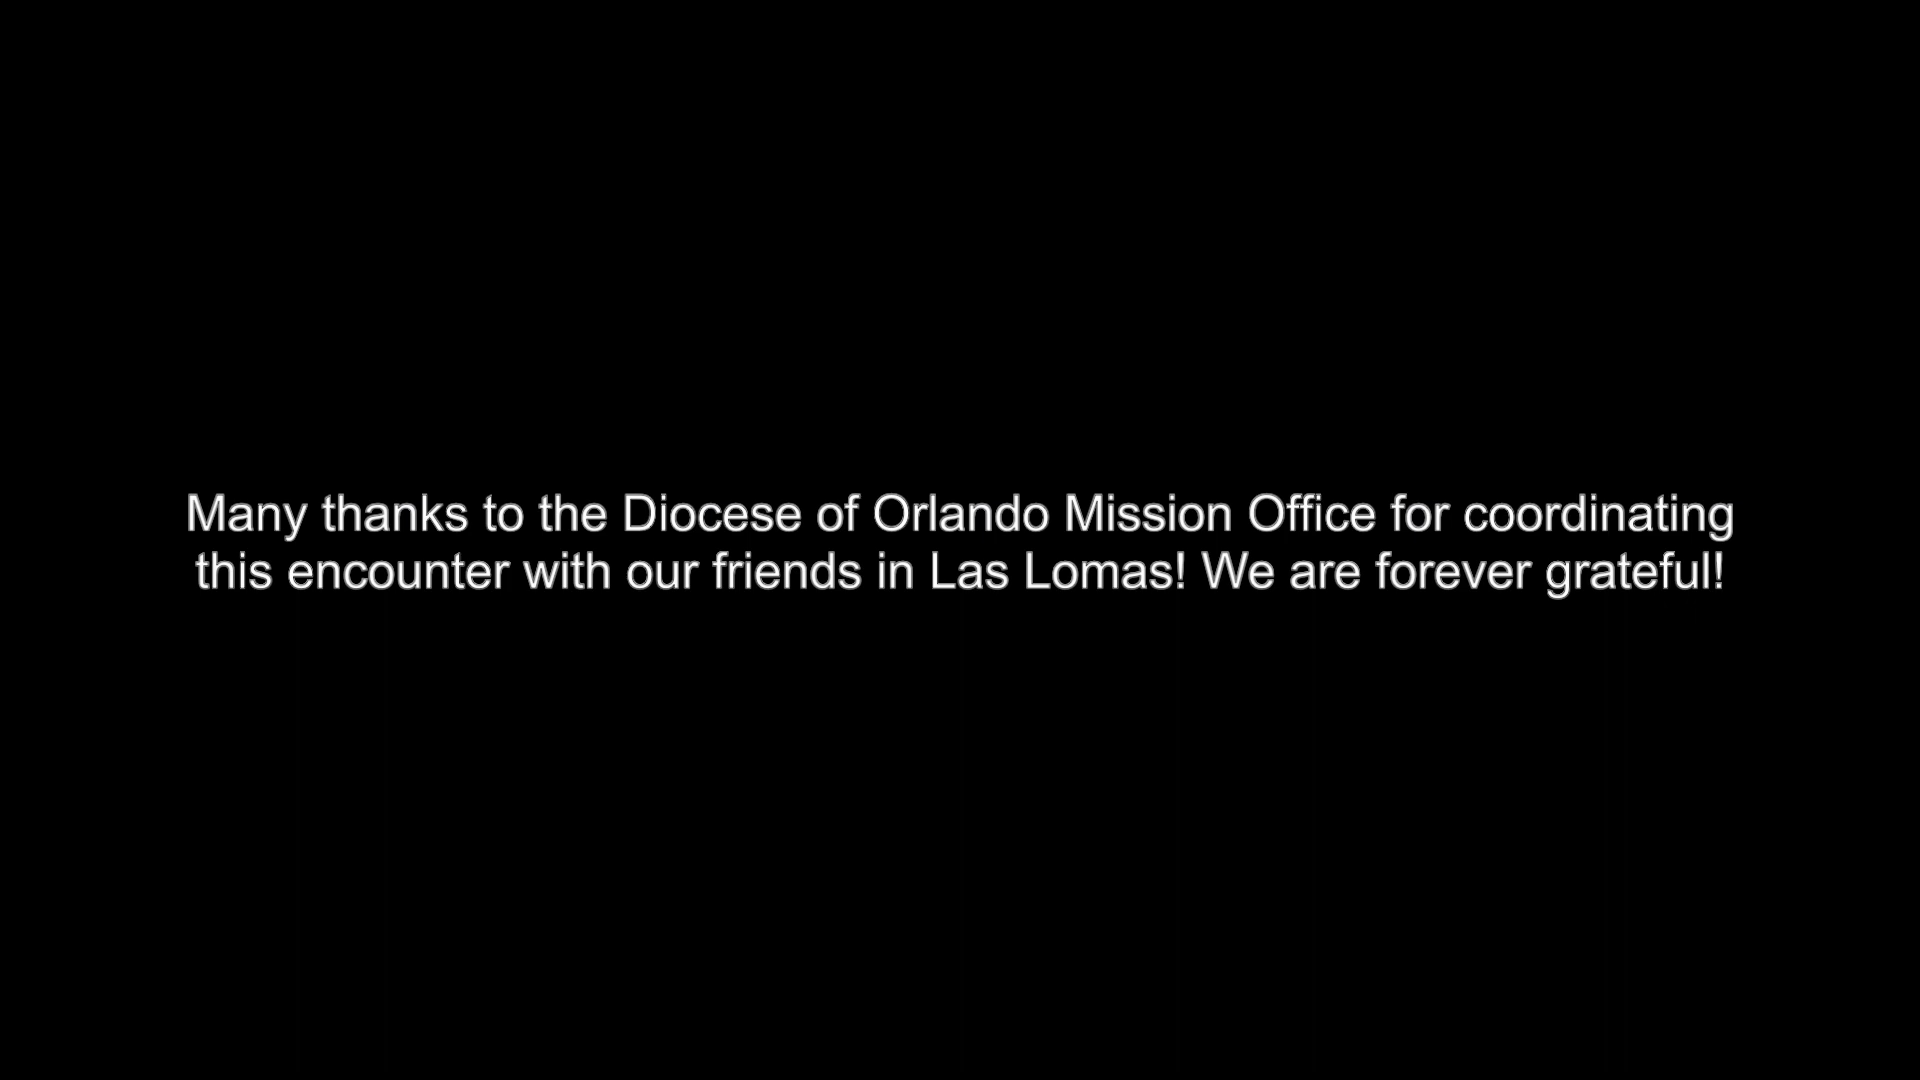 Many thanks to the Diocese of Orlando Mission Office for coordinating
this encounter with our friends in Las Lomas! We are forever grateful!